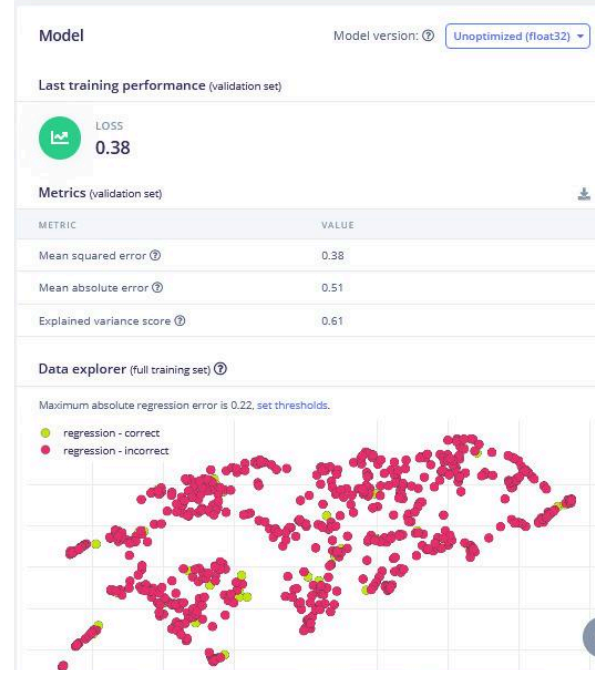 Model
Model version: Unoptimized (float32)
Last training performance (validation set)
LOSS
0.38
Metrics (validation set)
METRIC VALUE
Mean squared error 0.38
Mean absolute error 0.51
Explained variance score 0.61
Data explorer (full training set)
Maximum absolute regression error is 0.22, set thresholds.
regression - correct
regression - incorrect